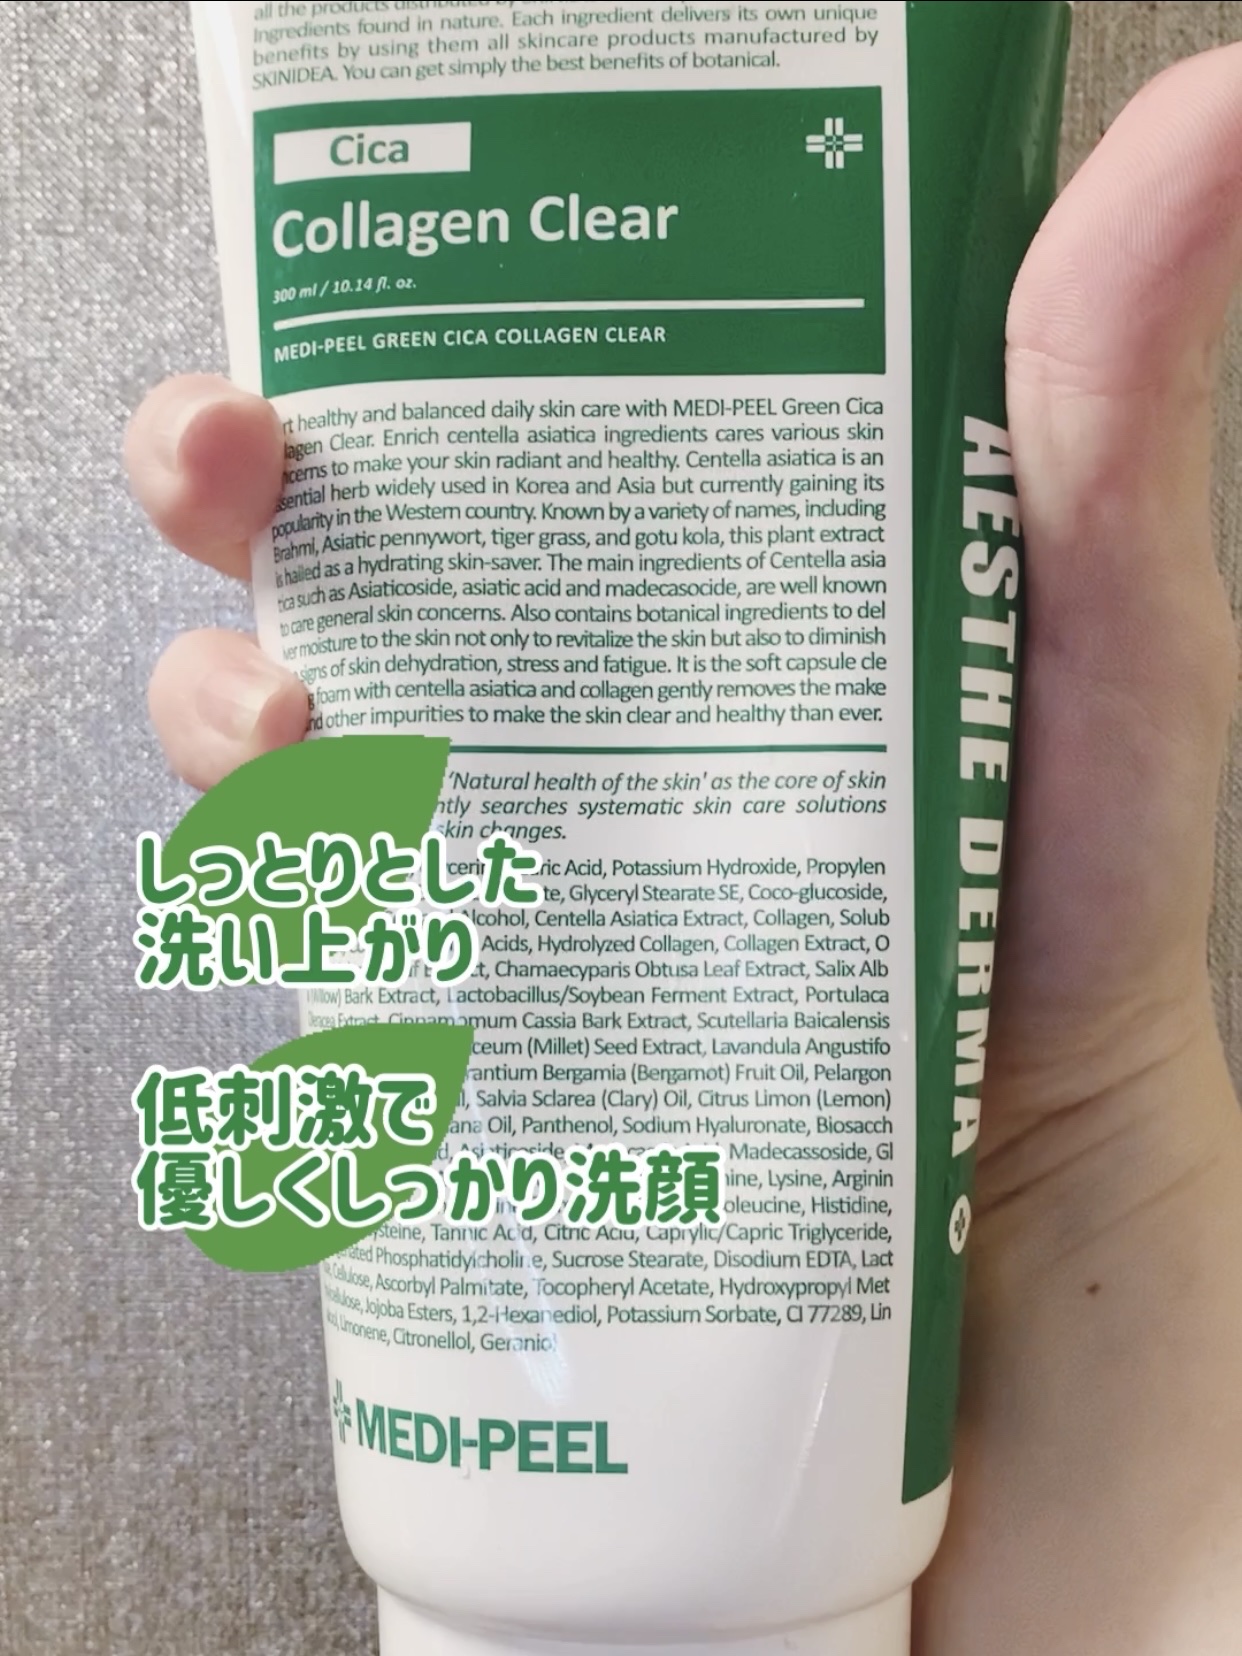 Ingredients found in nature. Each ingredient delivers its own unique
benefits by using them all skincare products manufactured by
SKINIDEA. You can get simply the best benefits of botanical.
Cica
Collagen Clear
300 ml / 10.14 fl. oz.
MEDI-PEEL GREEN CICA COLLAGEN CLEAR
healthy and balanced daily skin care with MEDI-PEEL Green Cica
Clear. Enrich centella asiatica ingredients cares various skin
to make your skin radiant and healthy. Centella asiatica is an
herb widely used in Korea and Asia but currently gaining its
popularity in the Western country. Known by a variety of names, including
Brahmi, Asiatic pennywort, tiger grass, and gotu kola, this plant extract
is hailed as a hydrating skin-saver. The main ingredients of Centella asia
tica such as Asiaticoside, asiatic acid and madecasocide, are well known
to care general skin concerns. Also contains botanical ingredients to del
moisture to the skin not only to revitalize the skin but also to diminish
signs of skin dehydration, stress and fatigue. It is the soft capsule cle
foam with centella asiatica and collagen gently removes the make
other impurities to make the skin clear and healthy than ever.
'Natural health of the skin' as the core of skin
searches systematic skin care solutions
skin changes.
Acid, Potassium Hydroxide, Propylen
Glyceryl Stearate SE, Coco-glucoside,
Alcohol, Centella Asiatica Extract, Collagen, Solub
Acids, Hydrolyzed Collagen, Collagen Extract, O
Chamaecyparis Obtusa Leaf Extract, Salix Alb
Bark Extract, Lactobacillus/Soybean Ferment Extract, Portulaca
Extract, Cinnamomum Cassia Bark Extract, Scutellaria Baicalensis
(Millet) Seed Extract, Lavandula Angustifo
Bergamia (Bergamot) Fruit Oil, Pelargon
Salvia Sclarea (Clary) Oil, Citrus Limon (Lemon)
Oil, Panthenol, Sodium Hyaluronate, Biosacch
Madecassoside, Gl
Lysine, Arginin
Histidine,
Tannic Acid, Citric Acid, Caprylic/Capric Triglyceride,
Phosphatidylcholine, Sucrose Stearate, Disodium EDTA, Lact
Cellulose, Ascorbyl Palmitate, Tocopheryl Acetate, Hydroxypropyl Met
Jojoba Esters, 1,2-Hexanediol, Potassium Sorbate, CI 77289, Lin
Limonene, Citronellol, Geraniol
MEDI-PEEL
AESTHE DERMA
しっとりとした
洗い上がり
低刺激で
優しくしっかり洗顔